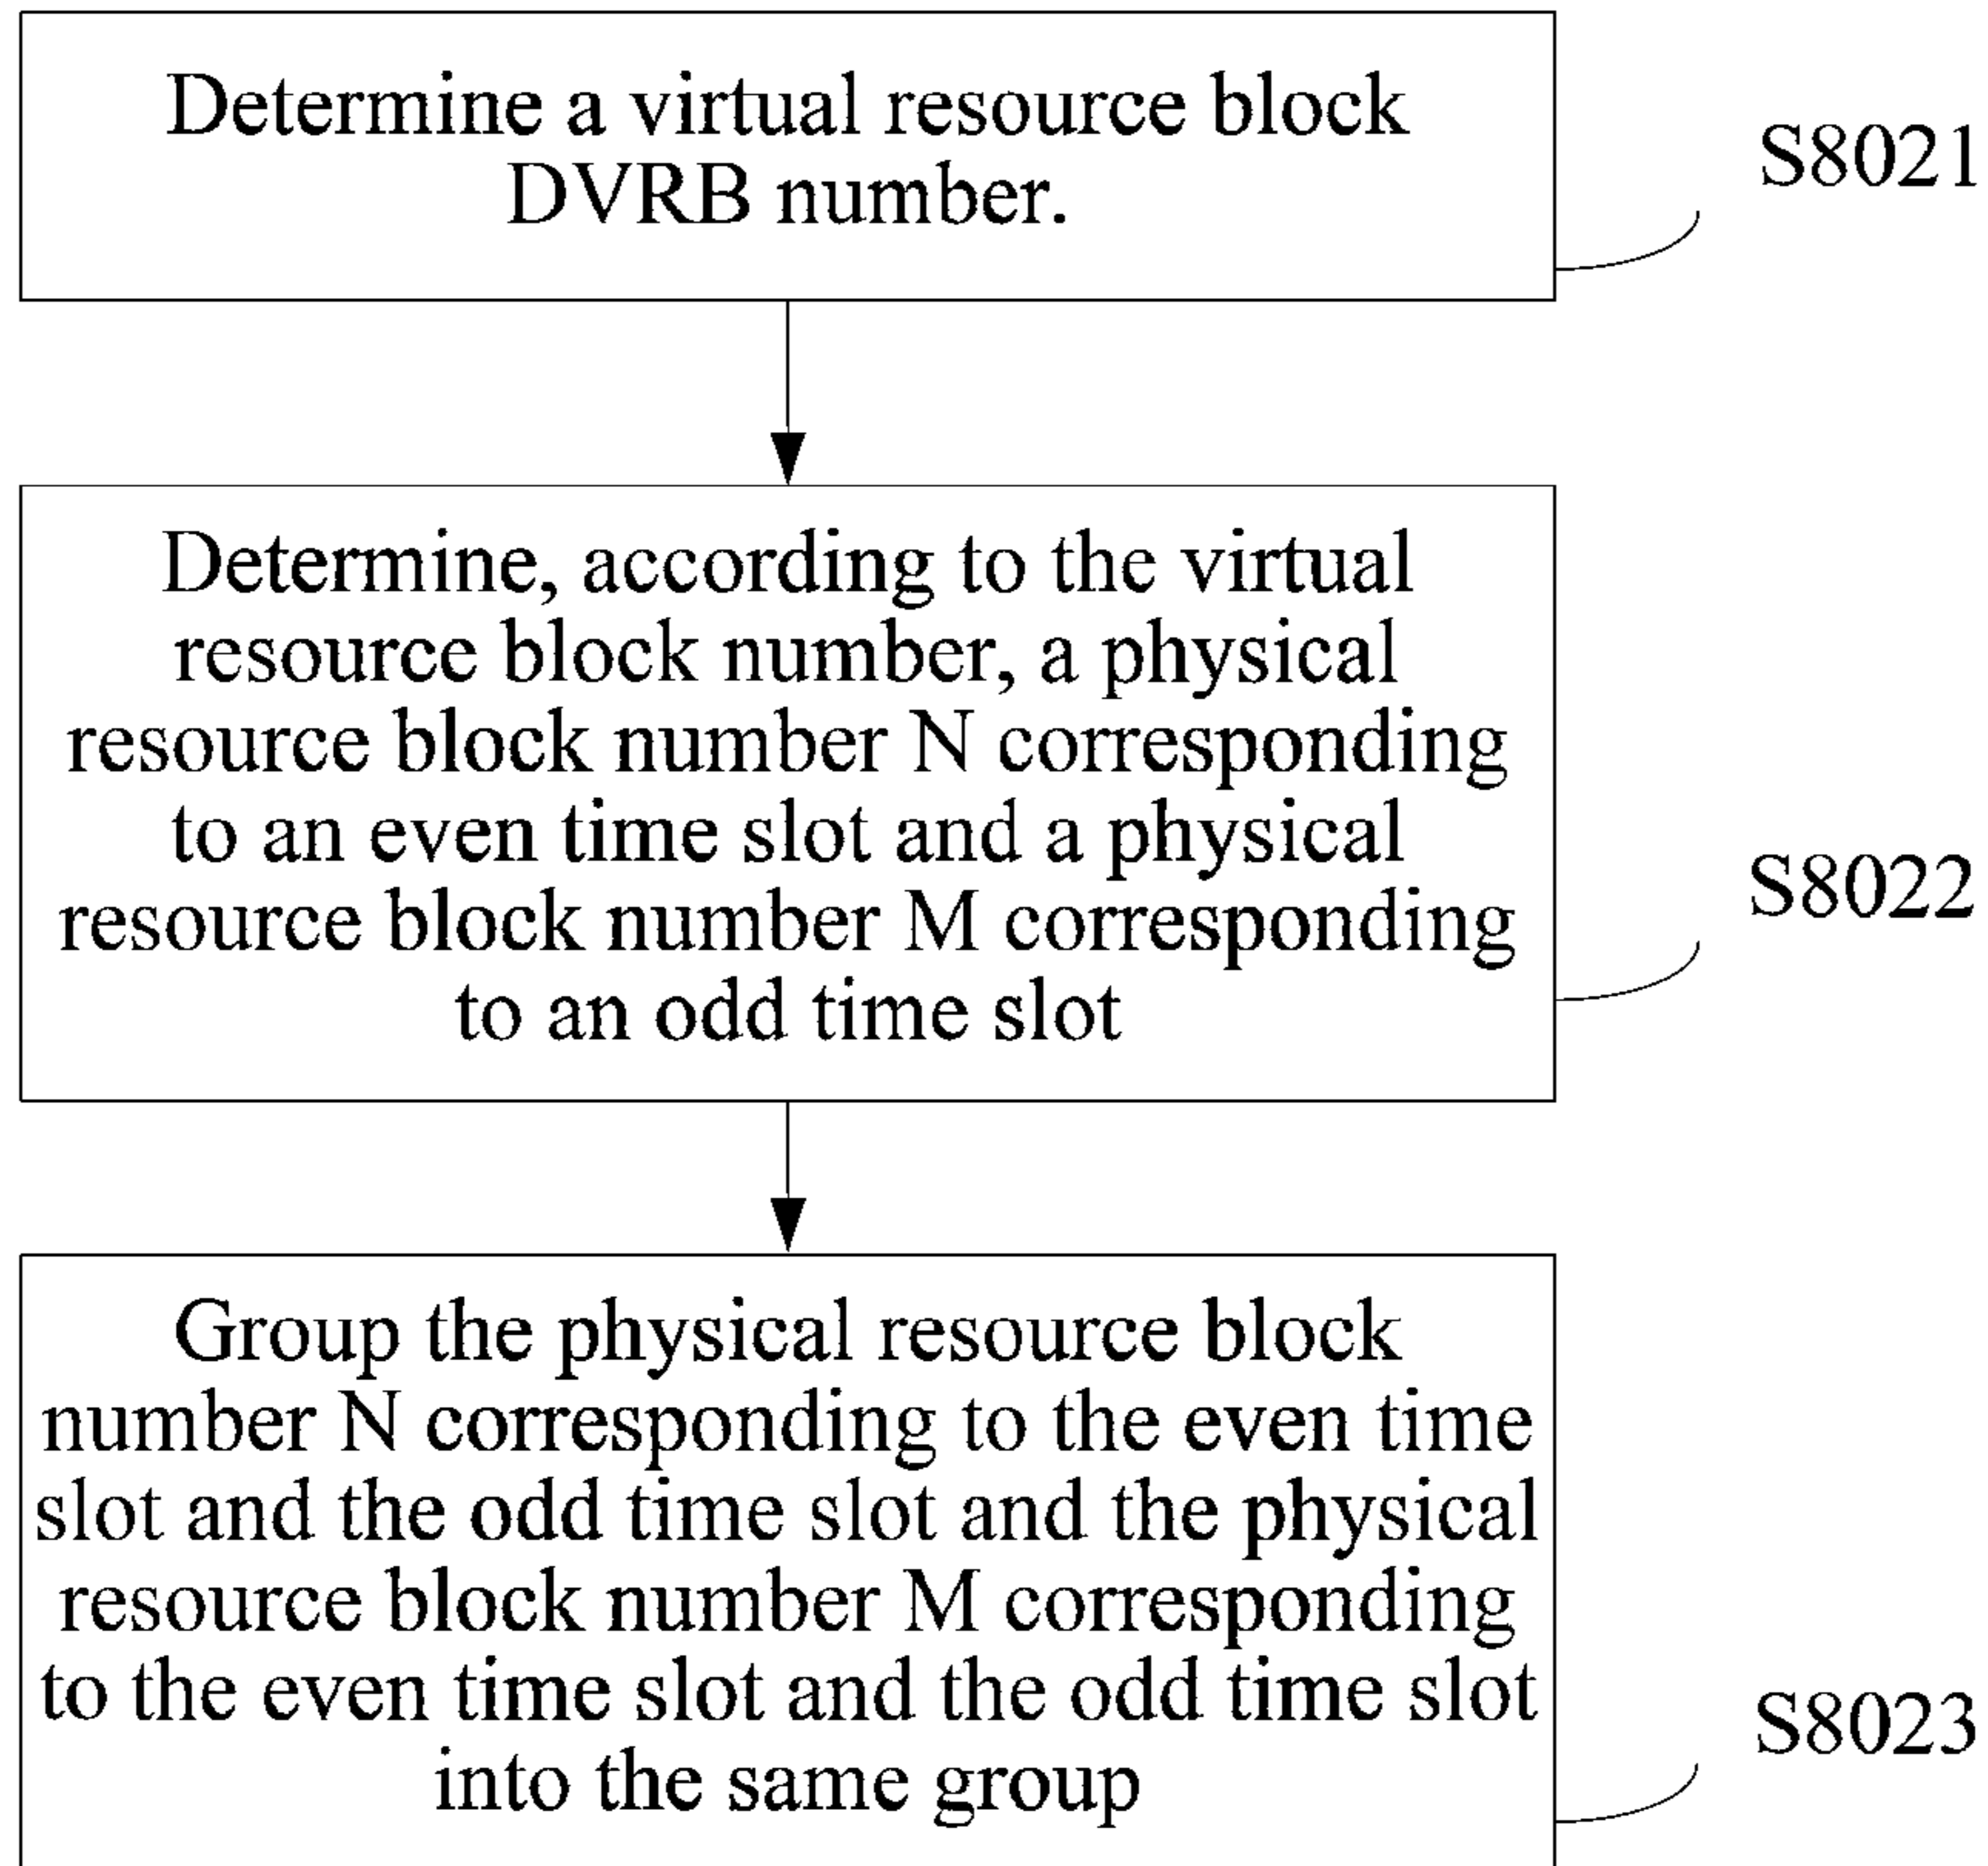 Determine a virtual resource block
DVRB number.
S8021
Determine, according to the virtual
resource block number, a physical
resource block number N corresponding
to an even time slot and a physical
resource block number M corresponding
to an odd time slot
S8022
Group the physical resource block
number N corresponding to the even time
slot and the odd time slot and the physical
resource block number M corresponding
to the even time slot and the odd time slot
into the same group
S8023